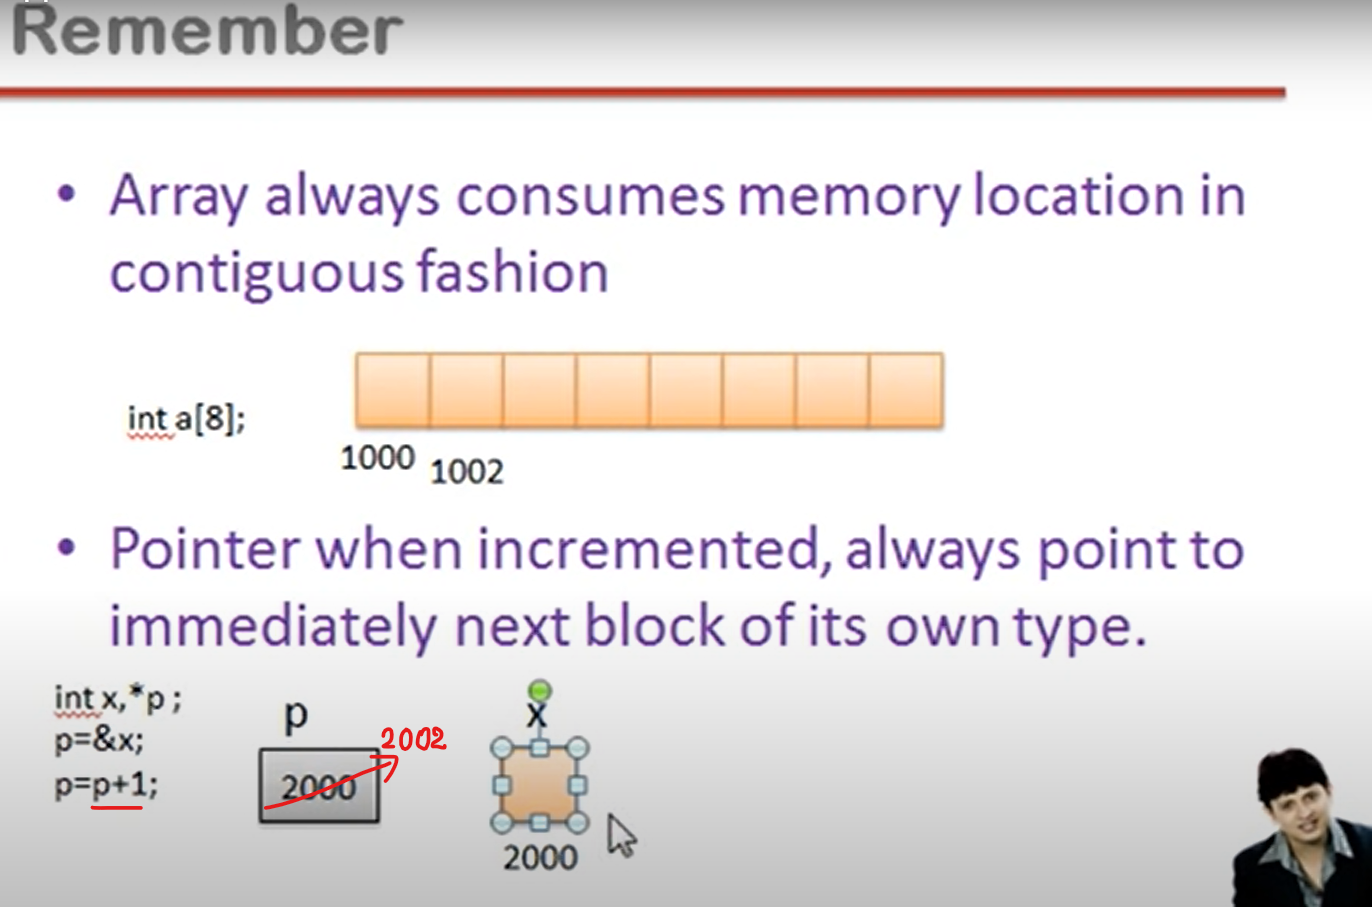 Remember
• Array always consumes memory location in
contiguous fashion
int a[8];
1000 1002
• Pointer when incremented, always point to
immediately next block of its own type.
int x,*p ;
p=&x;
p=p+1;
p
2002
2000
x
2000